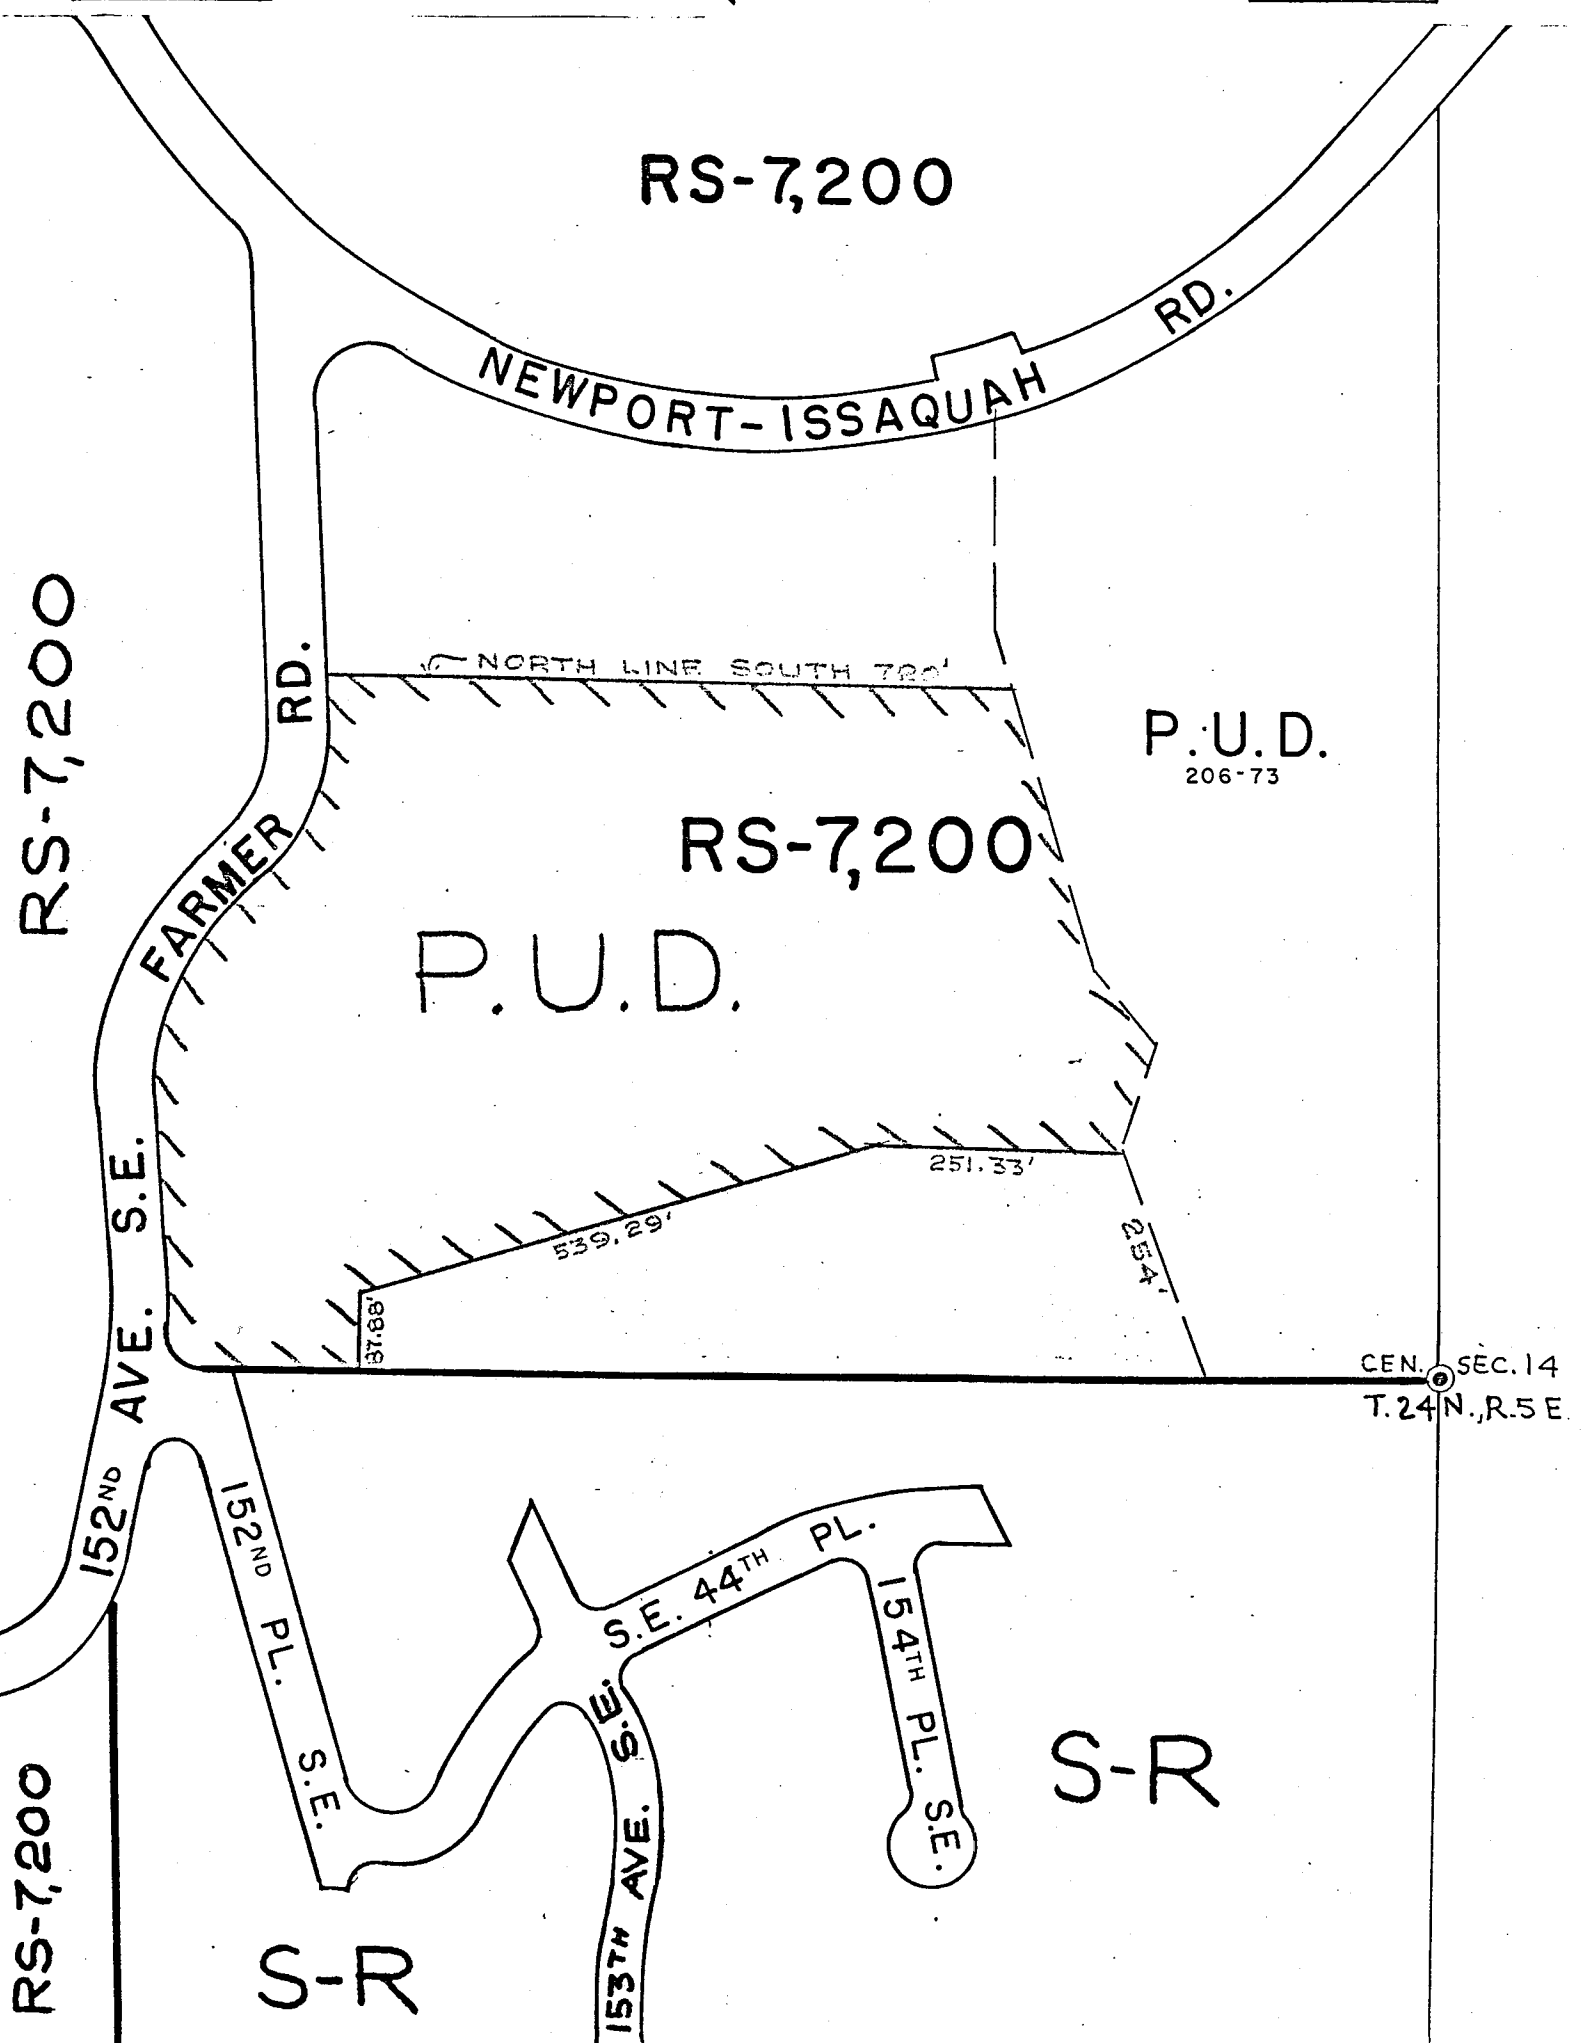 RS-7,200
NEWPORT-ISSAQUAH RD.
RS-7,200
NORTH LINE SOUTH 720'
FARMER RD.
P.U.D.
206-73
RS-7,200
P.U.D.
251.33'
539.29'
254'
87.88'
152ND AVE. S.E.
CEN. SEC. 14
T. 24 N., R. 5 E.
152ND PL. S.E.
S.E. 44TH PL.
154TH PL. S.E.
153TH AVE. S.E.
S-R
RS-7,200
S-R